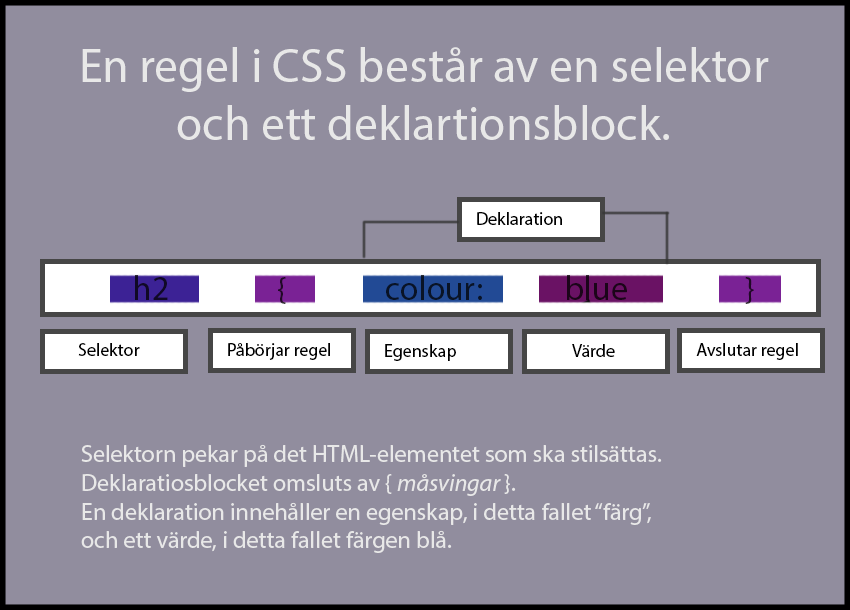 En regel i CSS består av en selektor
och ett deklartionsblock.
Deklaration
h2 { colour: blue }
Selektor Påbörjar regel Egenskap Värde Avslutar regel
Selektorn pekar på det HTML-elementet som ska stilsättas.
Deklaratiosblocket omsluts av { måsvingar }.
En deklaration innehåller en egenskap, i detta fallet “färg”,
och ett värde, i detta fallet färgen blå.